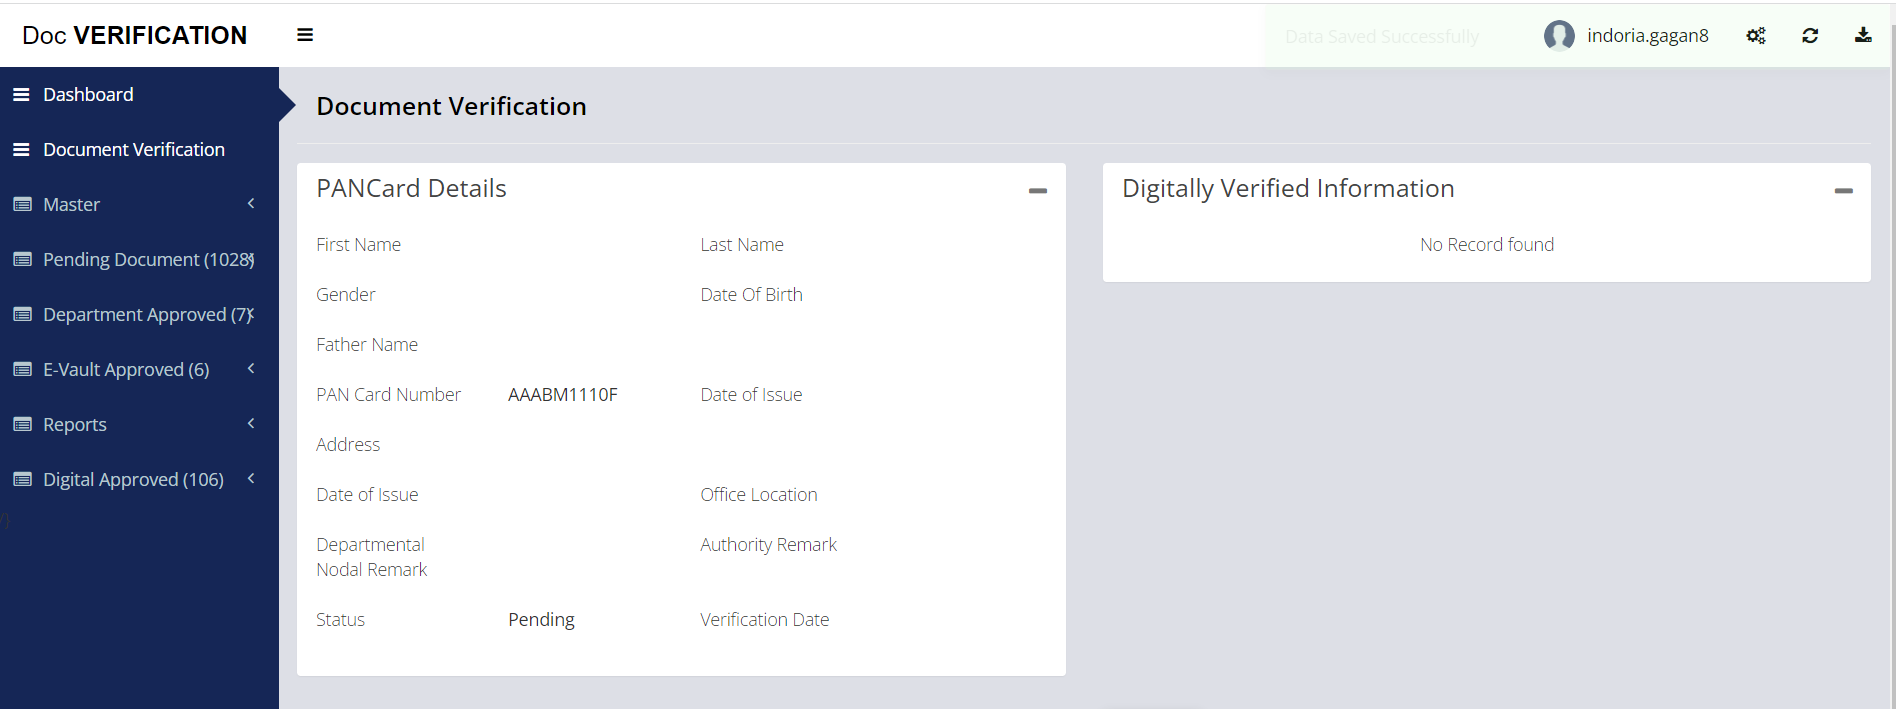 Doc VERIFICATION
Data Saved Successfully
indoria.gagan8
Dashboard
Document Verification
Master
Pending Document (1028)
Department Approved (7)
E-Vault Approved (6)
Reports
Digital Approved (106)
Document Verification
PANCard Details
First Name Last Name
Gender Date Of Birth
Father Name
PAN Card Number AAABM1110F Date of Issue
Address
Date of Issue Office Location
Departmental Authority Remark
Nodal Remark
Status Pending Verification Date
Digitally Verified Information
No Record found